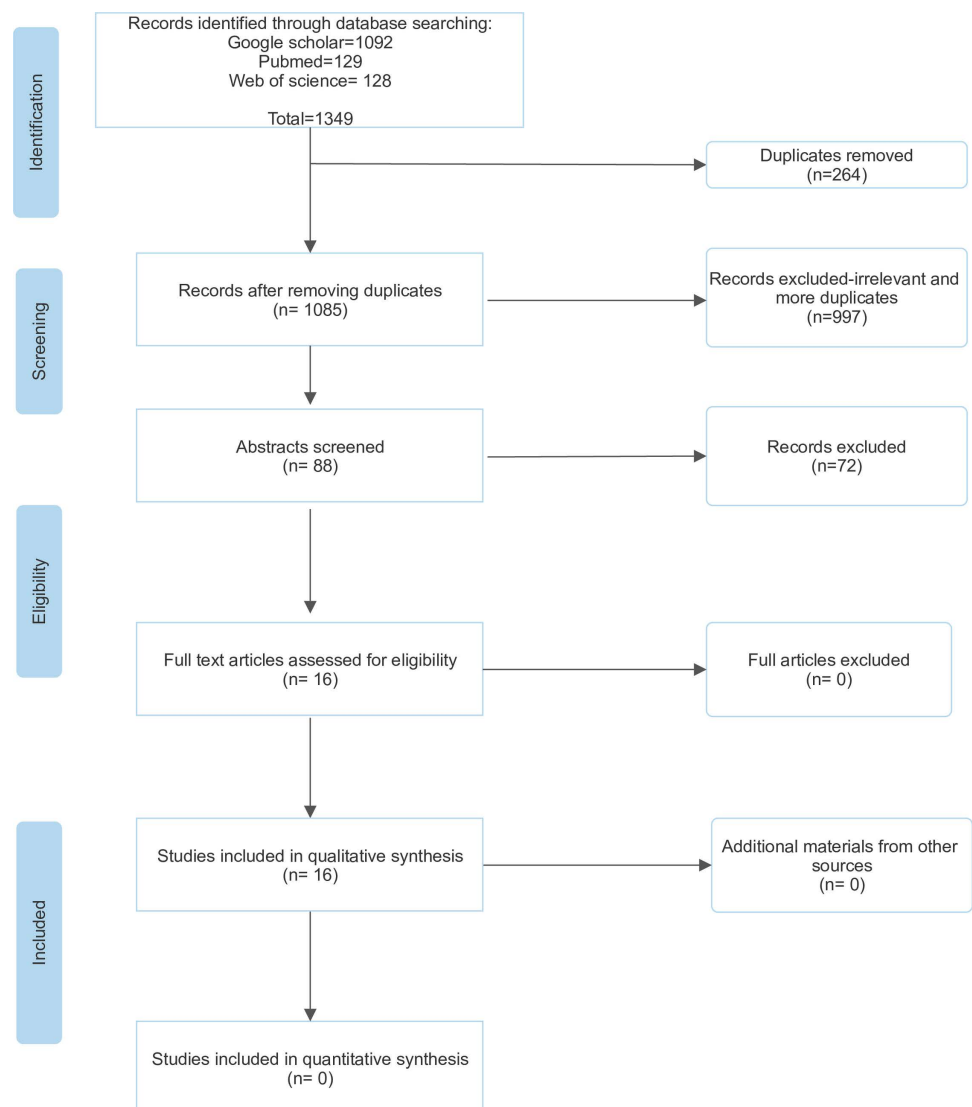 Identification
Records identified through database searching:
Google scholar=1092
Pubmed=129
Web of science= 128
Total=1349
Duplicates removed
(n=264)
Screening
Records after removing duplicates
(n= 1085)
Records excluded-irrelevant and
more duplicates
(n=997)
Abstracts screened
(n= 88)
Records excluded
(n=72)
Eligibility
Full text articles assessed for eligibility
(n= 16)
Full articles excluded
(n= 0)
Included
Studies included in qualitative synthesis
(n= 16)
Additional materials from other
sources
(n= 0)
Studies included in quantitative synthesis
(n= 0)